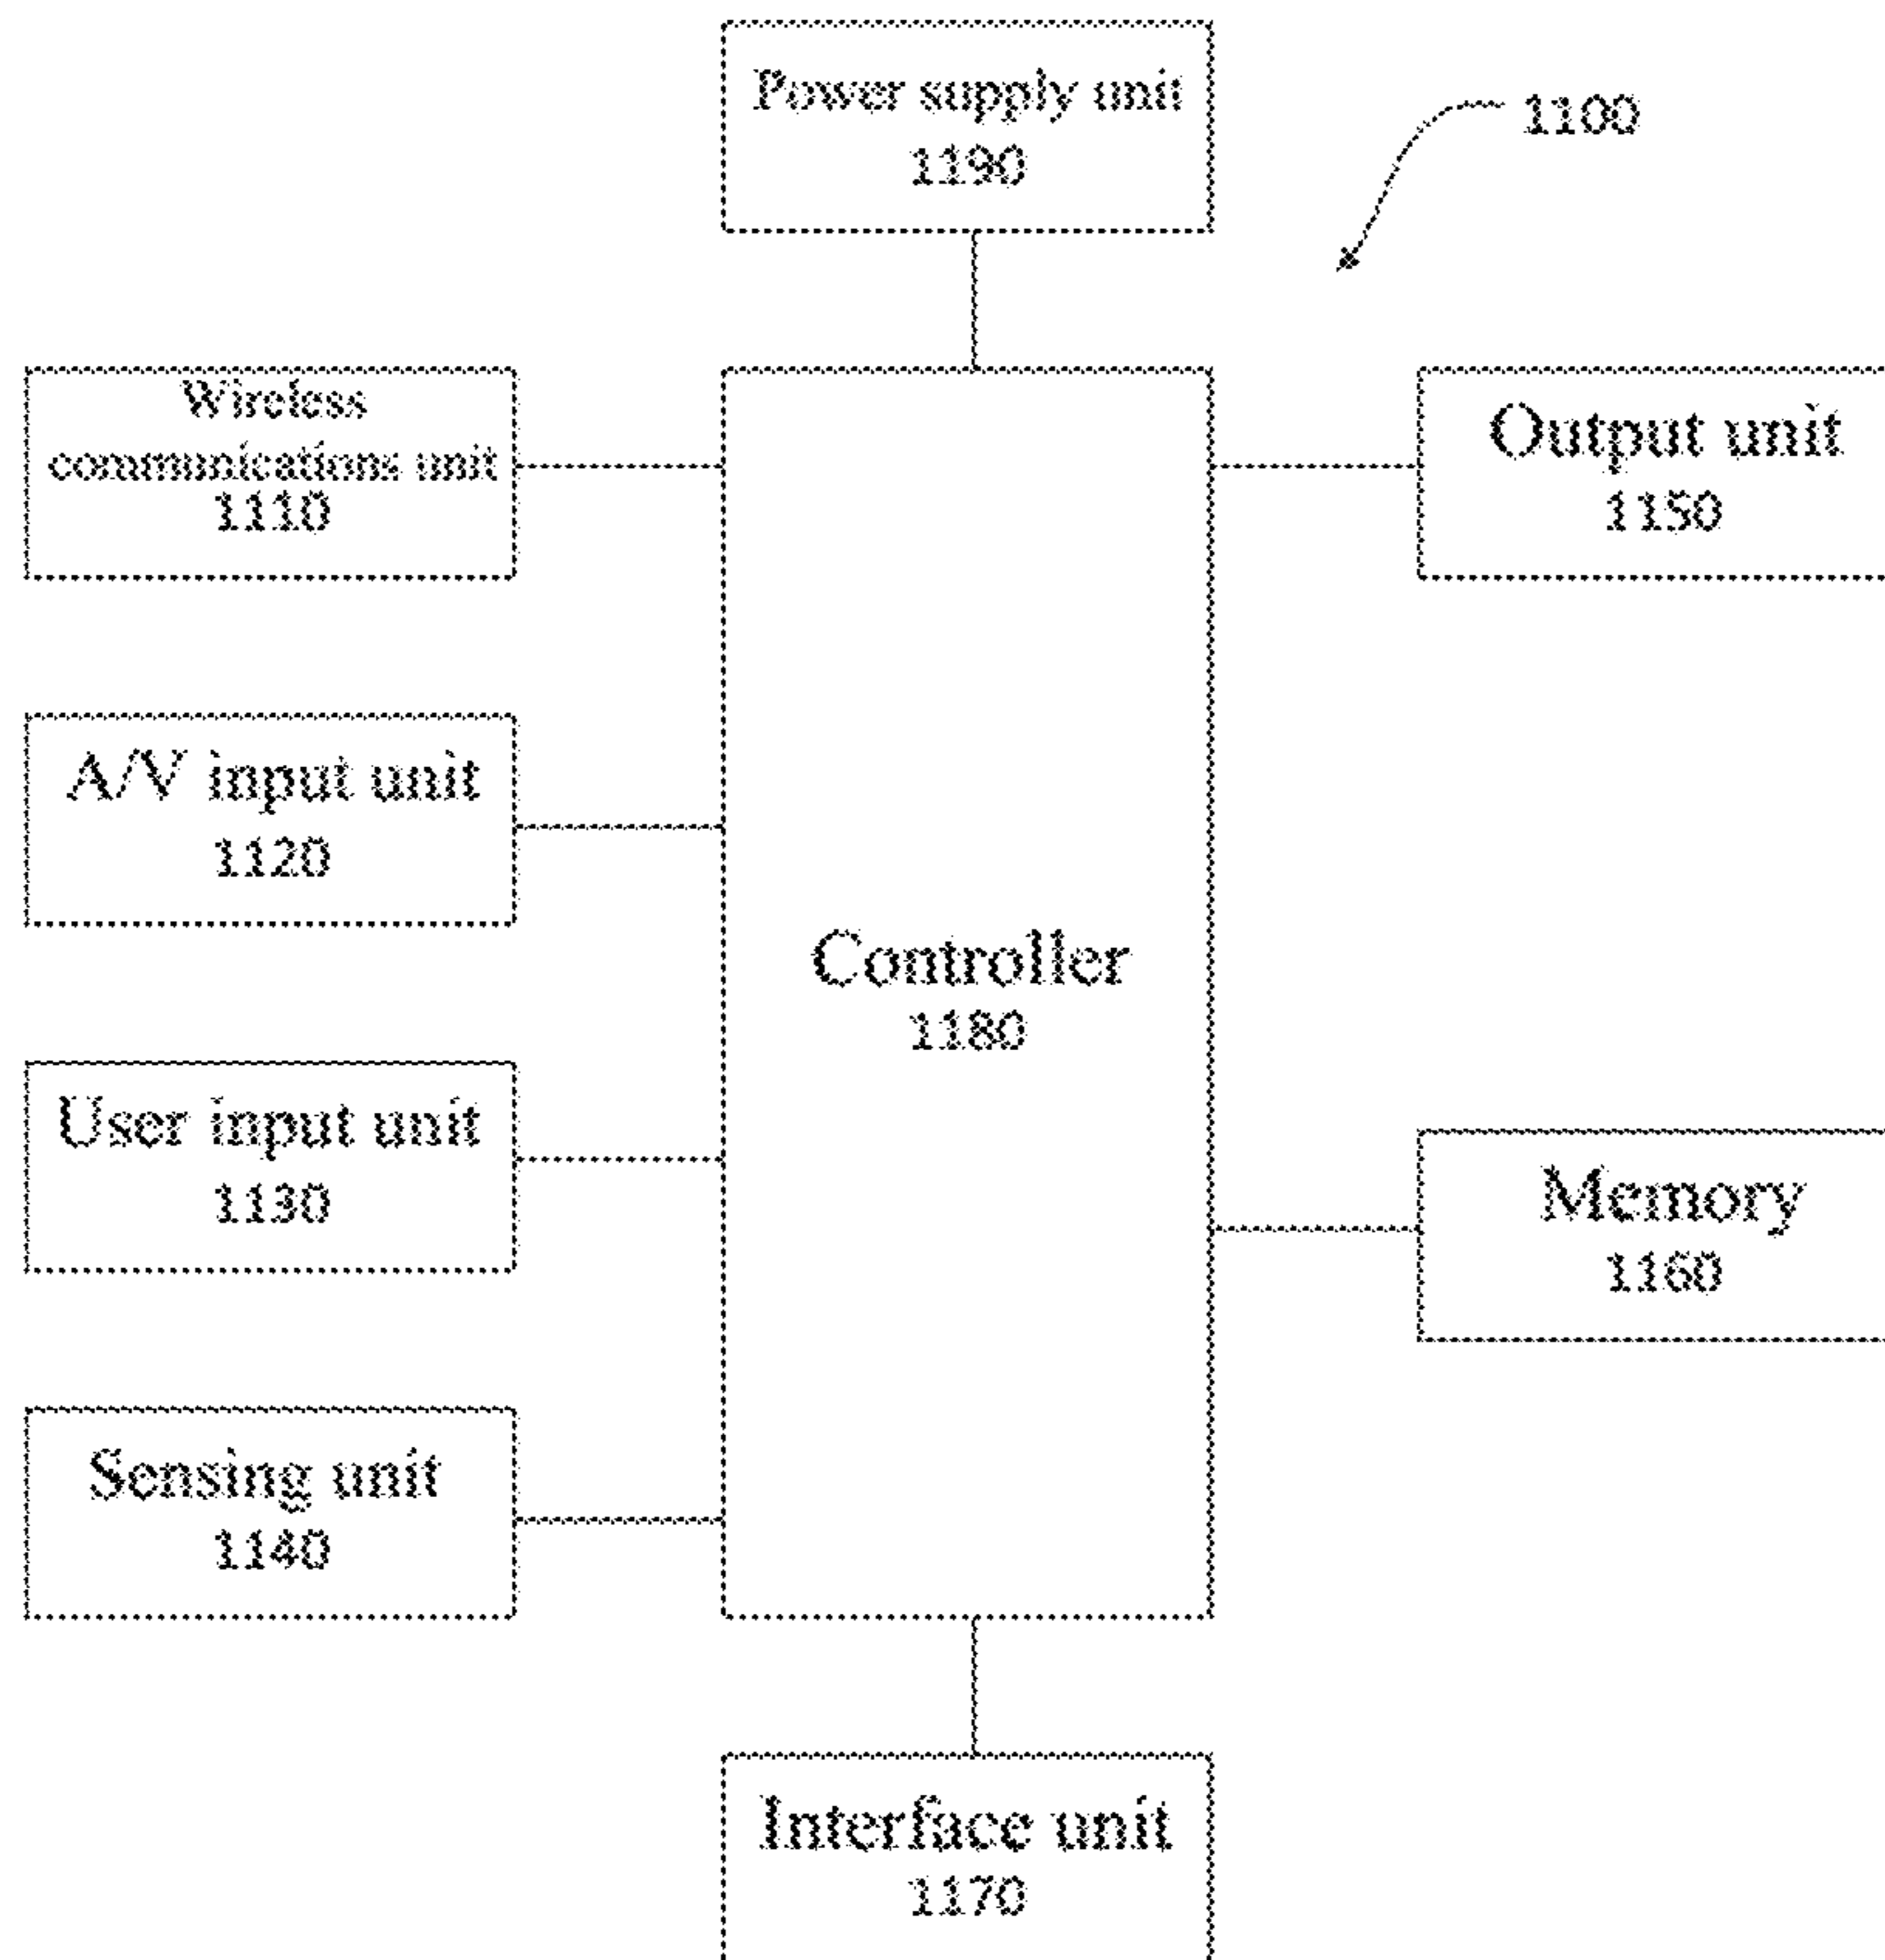 Power supply unit
1190
1100
Wireless
communications unit
1110
Output unit
1150
A/V input unit
1120
Controller
1180
User input unit
1130
Memory
1160
Sensing unit
1140
Interface unit
1170